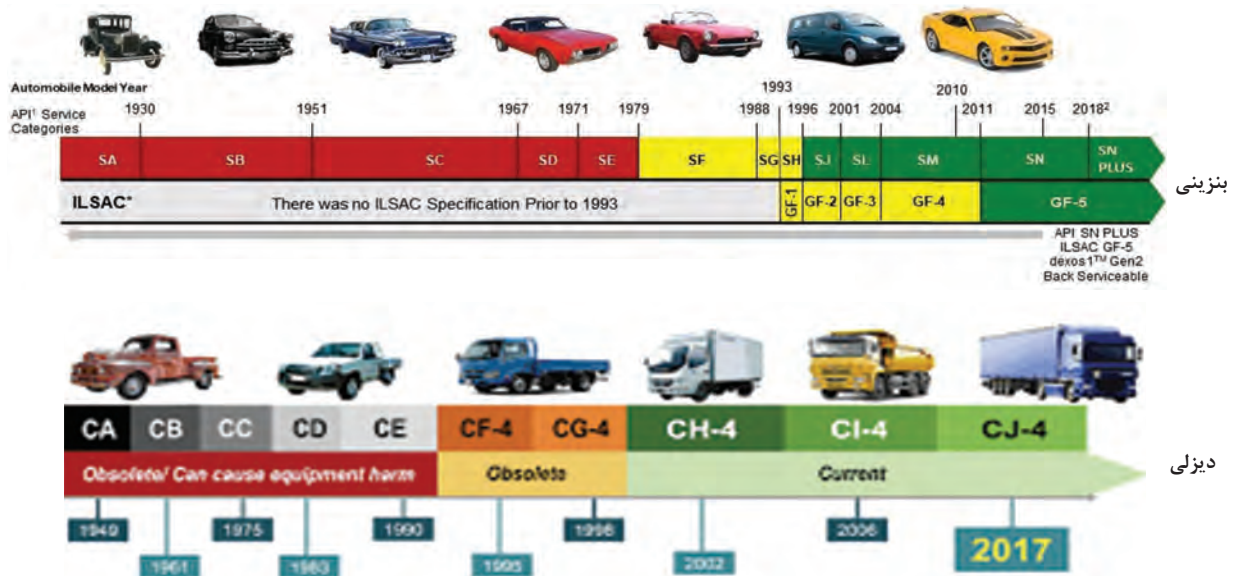 1993
2010
Automobile Model Year
1930 1951 1967 1971 1979 1988 1996 2001 2004 2011 2015 2018²
API¹ Service
Categories
SA SB SC SD SE SF SG SH SJ SL SM SN SN PLUS
ILSAC* There was no ILSAC Specification Prior to 1993 GF-1 GF-2 GF-3 GF-4 GF-5
بنزینی
API SN PLUS
ILSAC GF-5
dexos1™ Gen2
Back Serviceable
CA CB CC CD CE CF-4 CG-4 CH-4 CI-4 CJ-4
Obsolete/ Can cause equipment harm Obsolete Current
دیزلی
1949 1975 1990 2006
1961 2002 2017